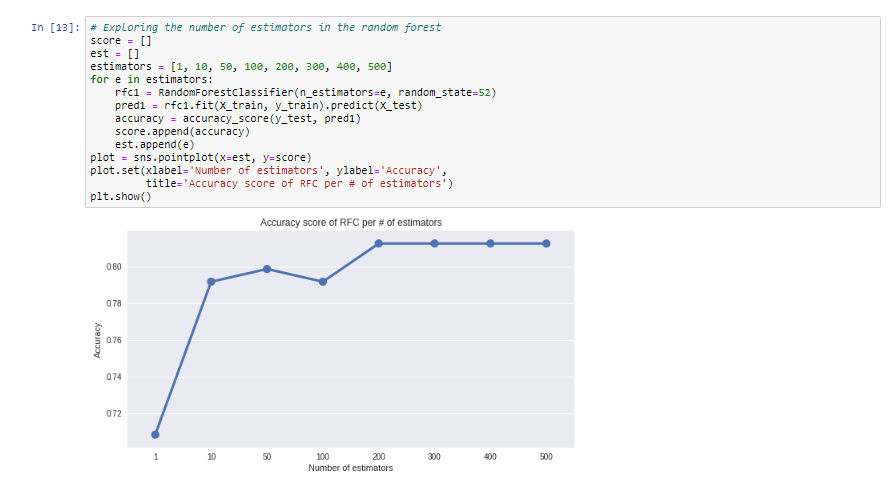 In [13]: # Exploring the number of estimators in the random forest
score = []
est = []
estimators = [1, 10, 50, 100, 200, 300, 400, 500]
for e in estimators:
    rfc1 = RandomForestClassifier(n_estimators=e, random_state=52)
    pred1 = rfc1.fit(X_train, y_train).predict(X_test)
    accuracy = accuracy_score(y_test, pred1)
    score.append(accuracy)
    est.append(e)
plot = sns.pointplot(x=est, y=score)
plot.set(xlabel='Number of estimators', ylabel='Accuracy',
         title='Accuracy score of RFC per # of estimators')
plt.show()
Accuracy score of RFC per # of estimators
Accuracy
0.80
0.78
0.76
0.74
0.72
1 10 50 100 200 300 400 500
Number of estimators